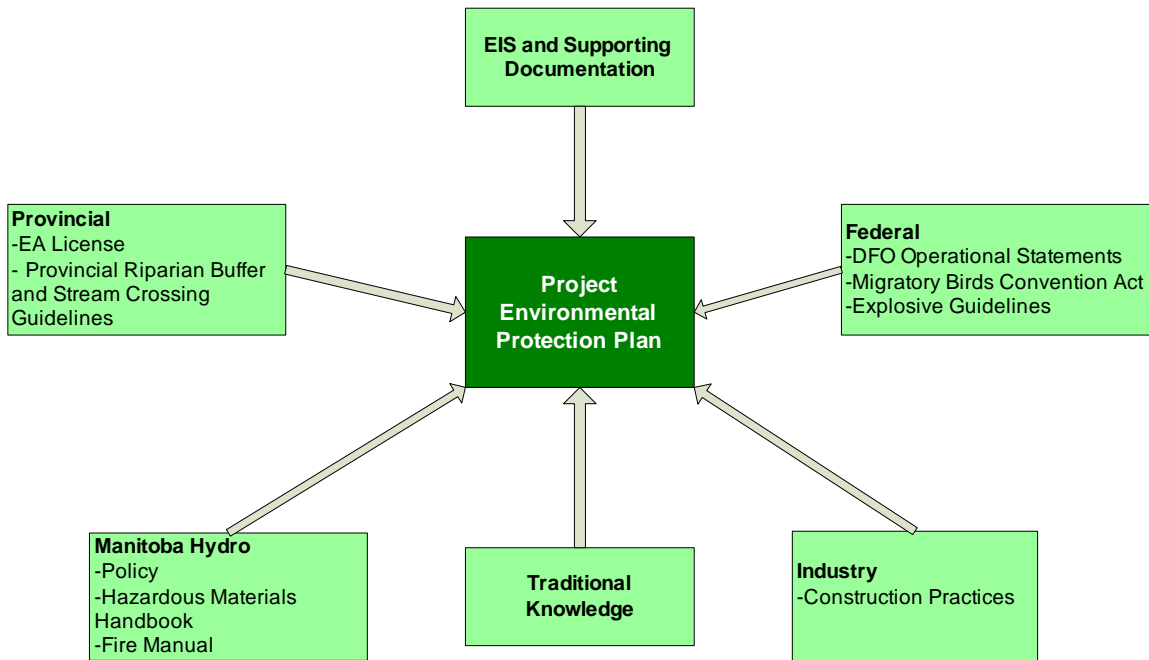 EIS and Supporting
Documentation
Provincial
-EA License
- Provincial Riparian Buffer
and Stream Crossing
Guidelines
Project
Environmental
Protection Plan
Federal
-DFO Operational Statements
-Migratory Birds Convention Act
-Explosive Guidelines
Manitoba Hydro
-Policy
-Hazardous Materials
Handbook
-Fire Manual
Traditional
Knowledge
Industry
-Construction Practices